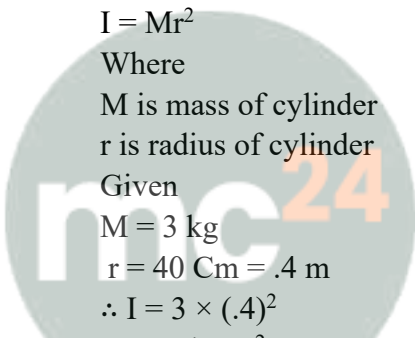 I = Mr²
Where
M is mass of cylinder
r is radius of cylinder
Given
M = 3 kg
r = 40 Cm = .4 m
∴ I = 3 × (.4)²
mc24